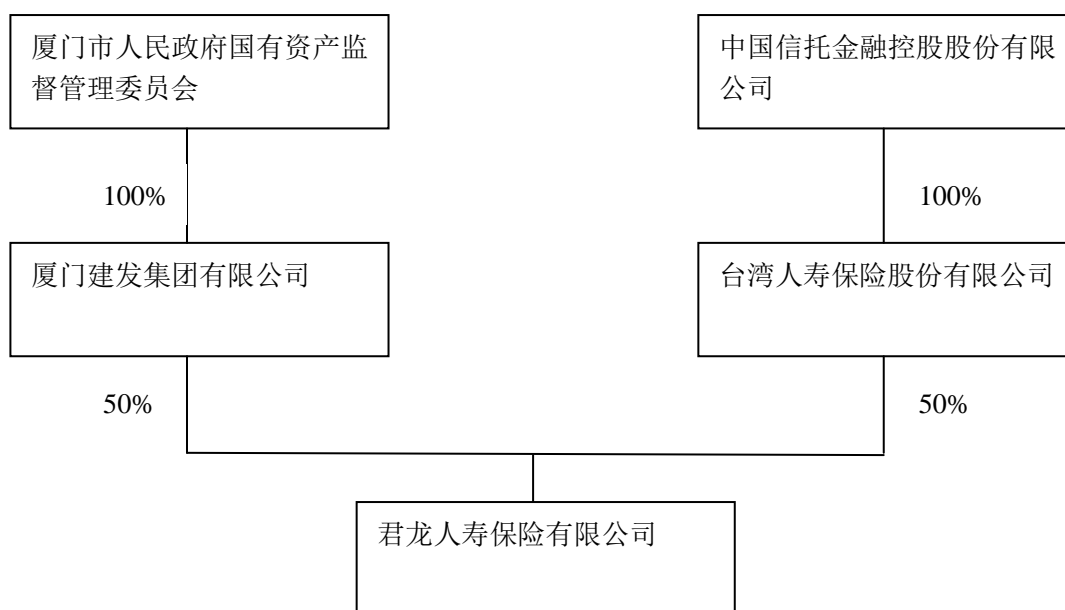 厦门市人民政府国有资产监
督管理委员会
中国信托金融控股股份有限
公司
100%
100%
厦门建发集团有限公司
台湾人寿保险股份有限公司
50%
50%
君龙人寿保险有限公司